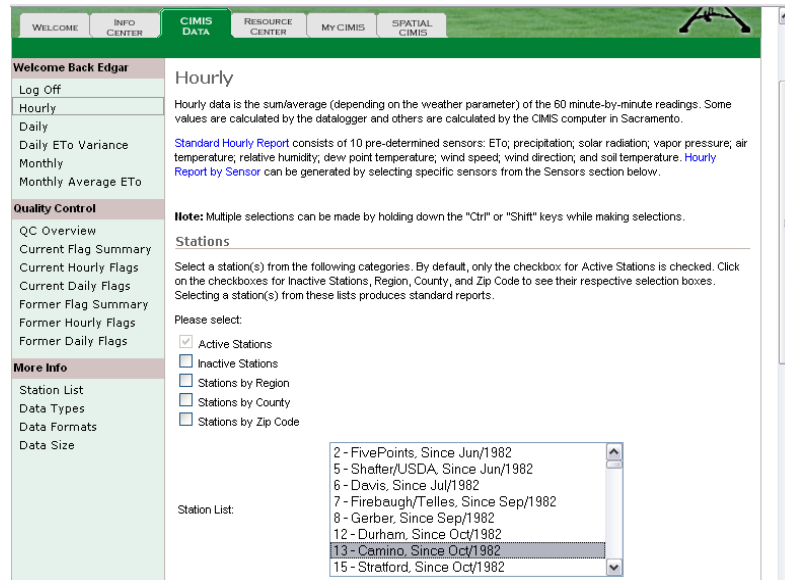 WELCOME
INFO CENTER
CIMIS DATA
RESOURCE CENTER
MY CIMIS
SPATIAL CIMIS
Welcome Back Edgar
Log Off
Hourly
Daily
Daily ETo Variance
Monthly
Monthly Average ETo
Quality Control
QC Overview
Current Flag Summary
Current Hourly Flags
Current Daily Flags
Former Flag Summary
Former Hourly Flags
Former Daily Flags
More Info
Station List
Data Types
Data Formats
Data Size
Hourly
Hourly data is the sum/average (depending on the weather parameter) of the 60 minute-by-minute readings. Some
values are calculated by the datalogger and others are calculated by the CIMIS computer in Sacramento.
Standard Hourly Report consists of 10 pre-determined sensors: ETo; precipitation; solar radiation; vapor pressure; air
temperature; relative humidity; dew point temperature; wind speed; wind direction; and soil temperature. Hourly
Report by Sensor can be generated by selecting specific sensors from the Sensors section below.
Note: Multiple selections can be made by holding down the "Ctrl" or "Shift" keys while making selections.
Stations
Select a station(s) from the following categories. By default, only the checkbox for Active Stations is checked. Click
on the checkboxes for Inactive Stations, Region, County, and Zip Code to see their respective selection boxes.
Selecting a station(s) from these lists produces standard reports.
Please select:
Active Stations
Inactive Stations
Stations by Region
Stations by County
Stations by Zip Code
Station List:
2 - FivePoints, Since Jun/1982
5 - Shafter/USDA, Since Jun/1982
6 - Davis, Since Jul/1982
7 - Firebaugh/Telles, Since Sep/1982
8 - Gerber, Since Sep/1982
12 - Durham, Since Oct/1982
13 - Camino, Since Oct/1982
15 - Stratford, Since Oct/1982